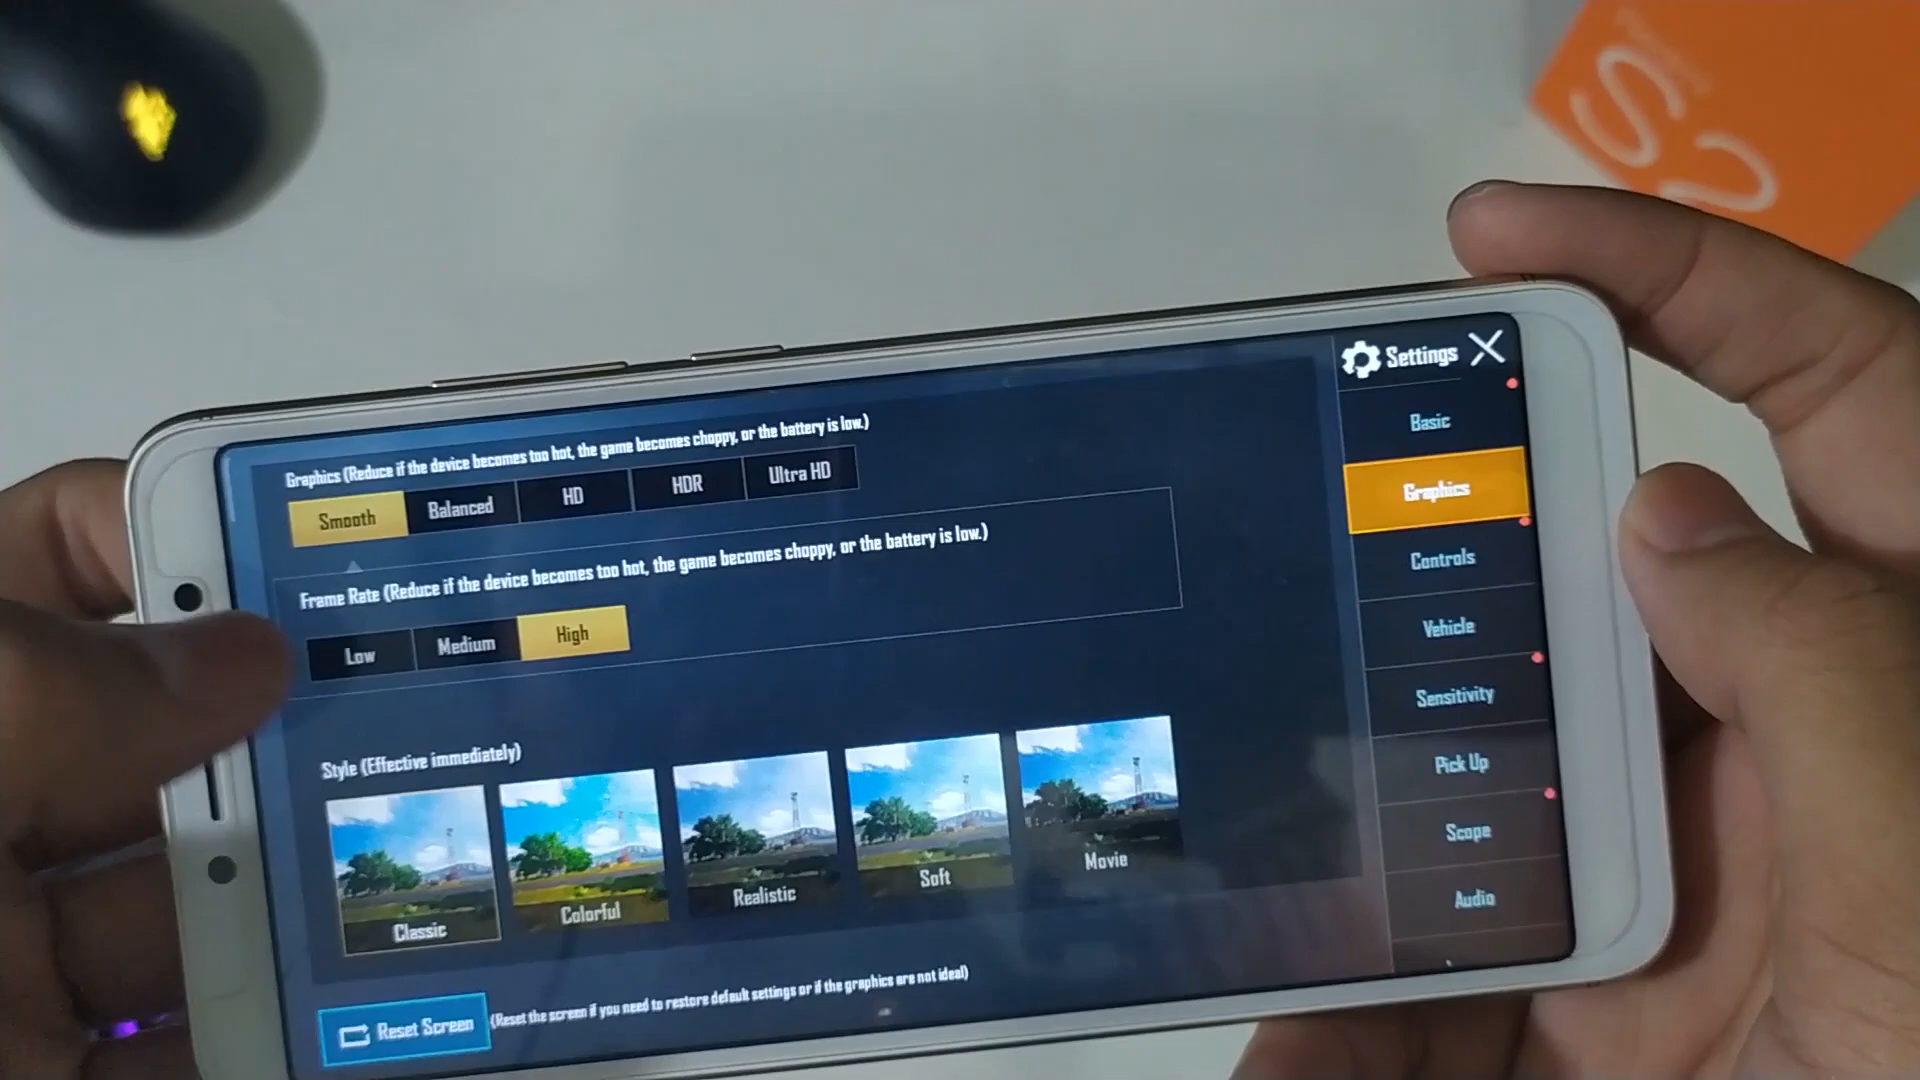 S2
Settings
Basic
Graphics
Controls
Vehicle
Sensitivity
Pick Up
Scope
Audio
Graphics (Reduce if the device becomes too hot, the game becomes choppy, or the battery is low.)
Smooth Balanced HD HDR Ultra HD
Frame Rate (Reduce if the device becomes too hot, the game becomes choppy, or the battery is low.)
Low Medium High
Style (Effective immediately)
Classic Colorful Realistic Soft Movie
Reset Screen (Reset the screen if you need to restore default settings or if the graphics are not ideal)